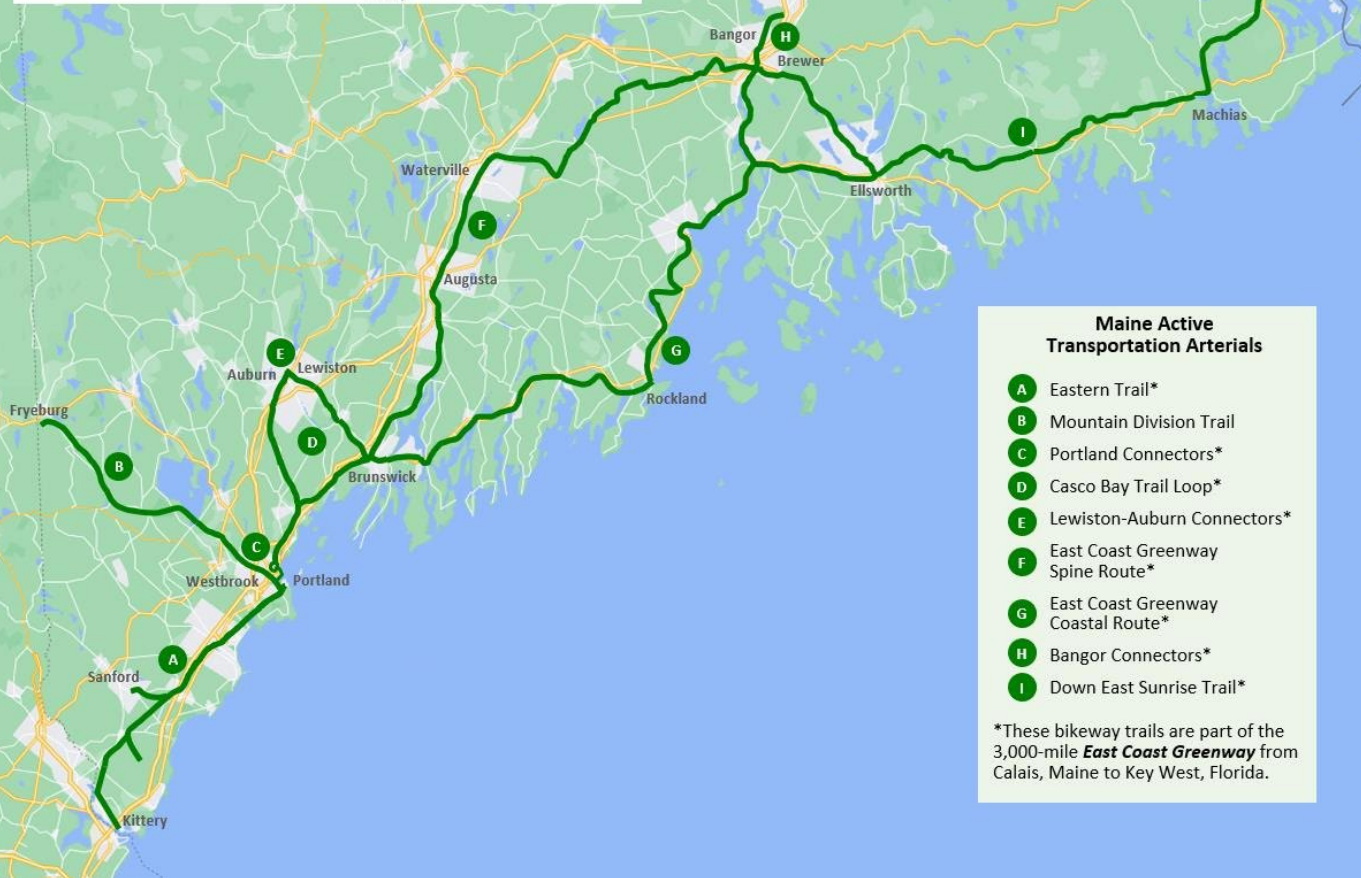 Bangor
H
Brewer
Machias
I
Waterville
Ellsworth
F
Augusta
E
Lewiston
Auburn
G
Rockland
Fryeburg
D
B
Brunswick
C
Westbrook
Portland
A
Sanford
Kittery
Maine Active
Transportation Arterials
A Eastern Trail*
B Mountain Division Trail
C Portland Connectors*
D Casco Bay Trail Loop*
E Lewiston-Auburn Connectors*
F East Coast Greenway
Spine Route*
G East Coast Greenway
Coastal Route*
H Bangor Connectors*
I Down East Sunrise Trail*
*These bikeway trails are part of the
3,000-mile East Coast Greenway from
Calais, Maine to Key West, Florida.